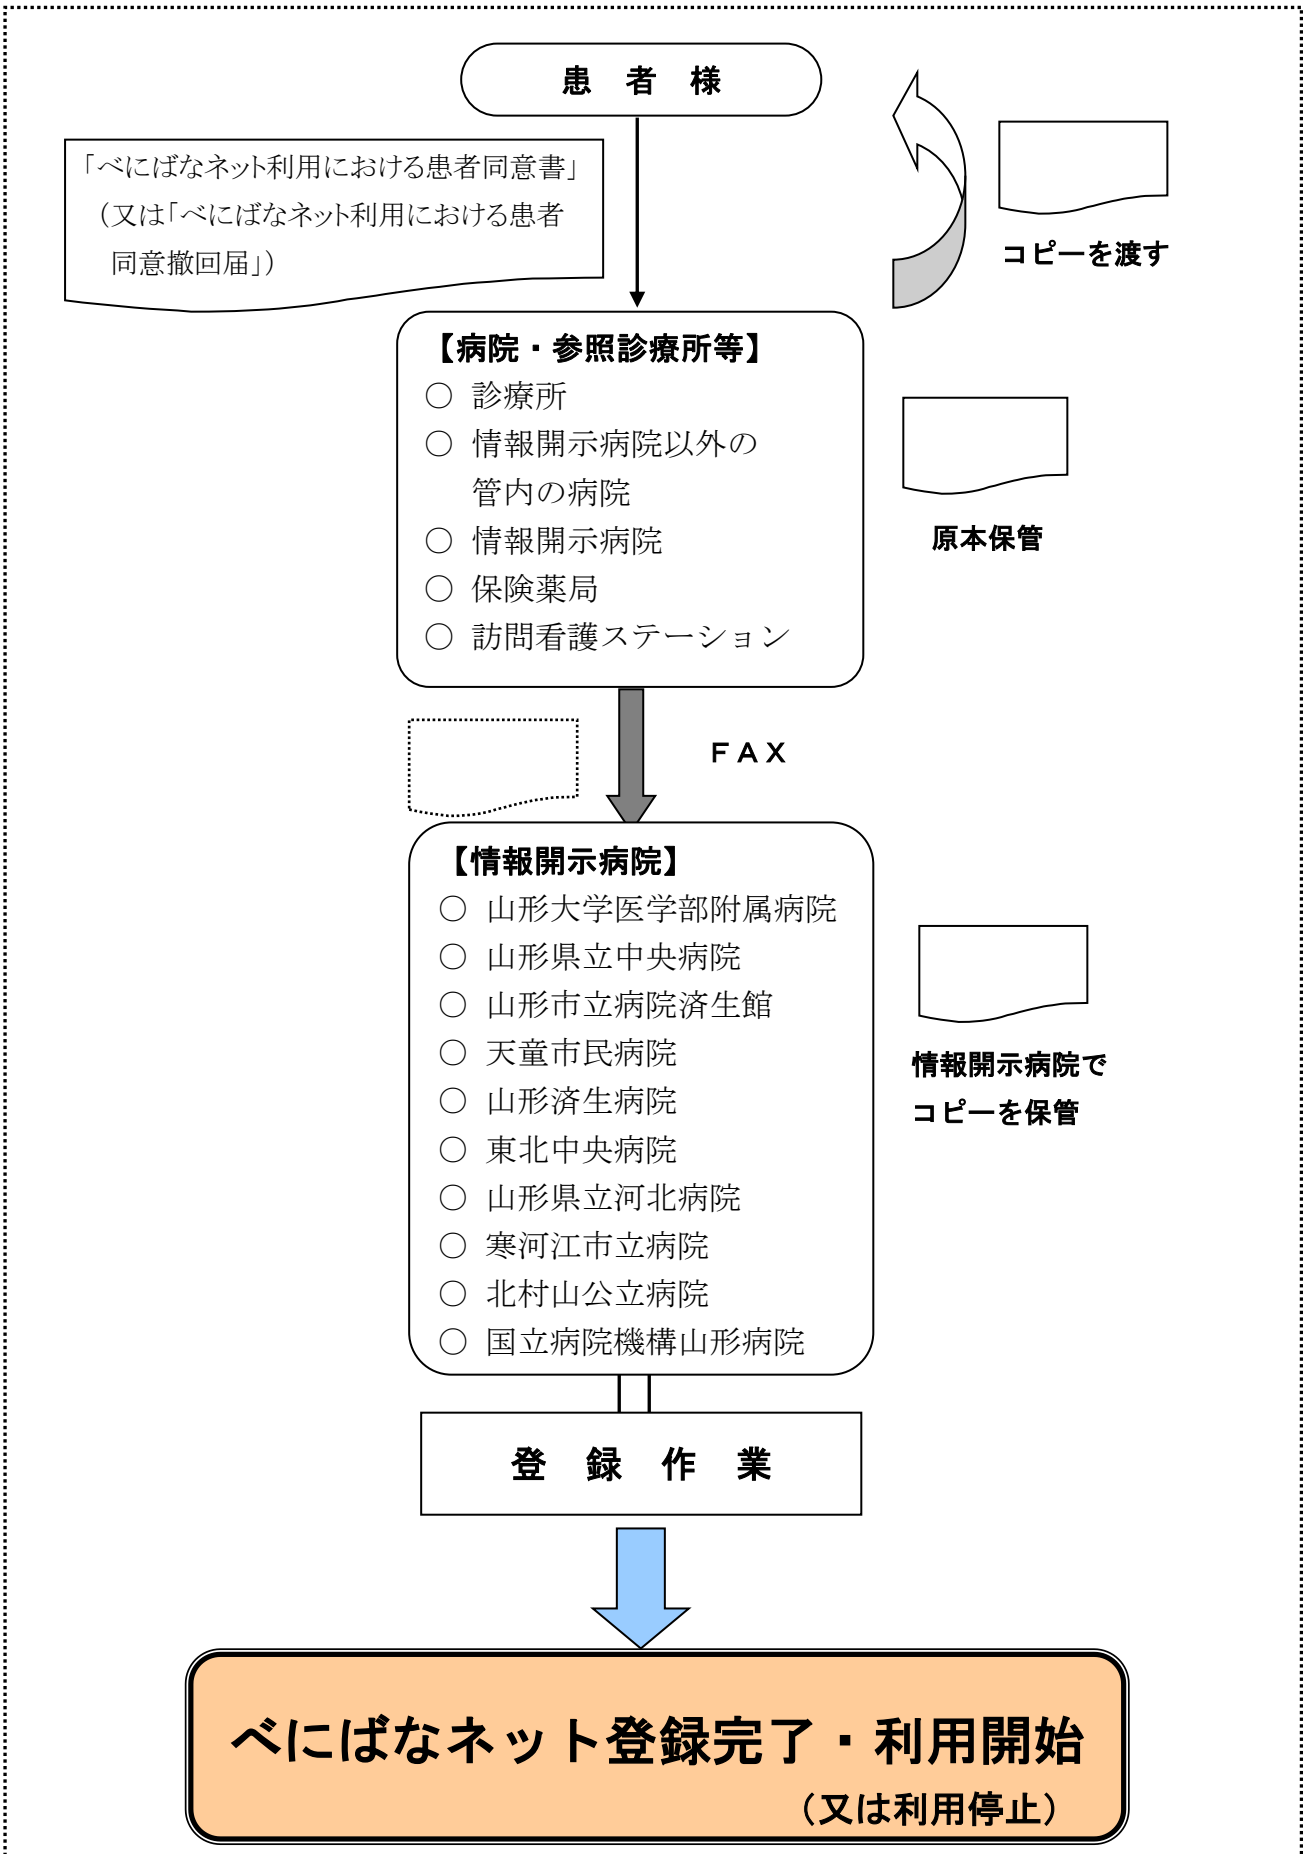 患 者 様
「べにばなネット利用における患者同意書」
（又は「べにばなネット利用における患者
同意撤回届」）
コピーを渡す
【病院・参照診療所等】
○ 診療所
○ 情報開示病院以外の
管内の病院
○ 情報開示病院
○ 保険薬局
○ 訪問看護ステーション
原本保管
ＦＡＸ
【情報開示病院】
○ 山形大学医学部附属病院
○ 山形県立中央病院
○ 山形市立病院済生館
○ 天童市民病院
○ 山形済生病院
○ 東北中央病院
○ 山形県立河北病院
○ 寒河江市立病院
○ 北村山公立病院
○ 国立病院機構山形病院
情報開示病院で
コピーを保管
登 録 作 業
べにばなネット登録完了・利用開始
（又は利用停止）